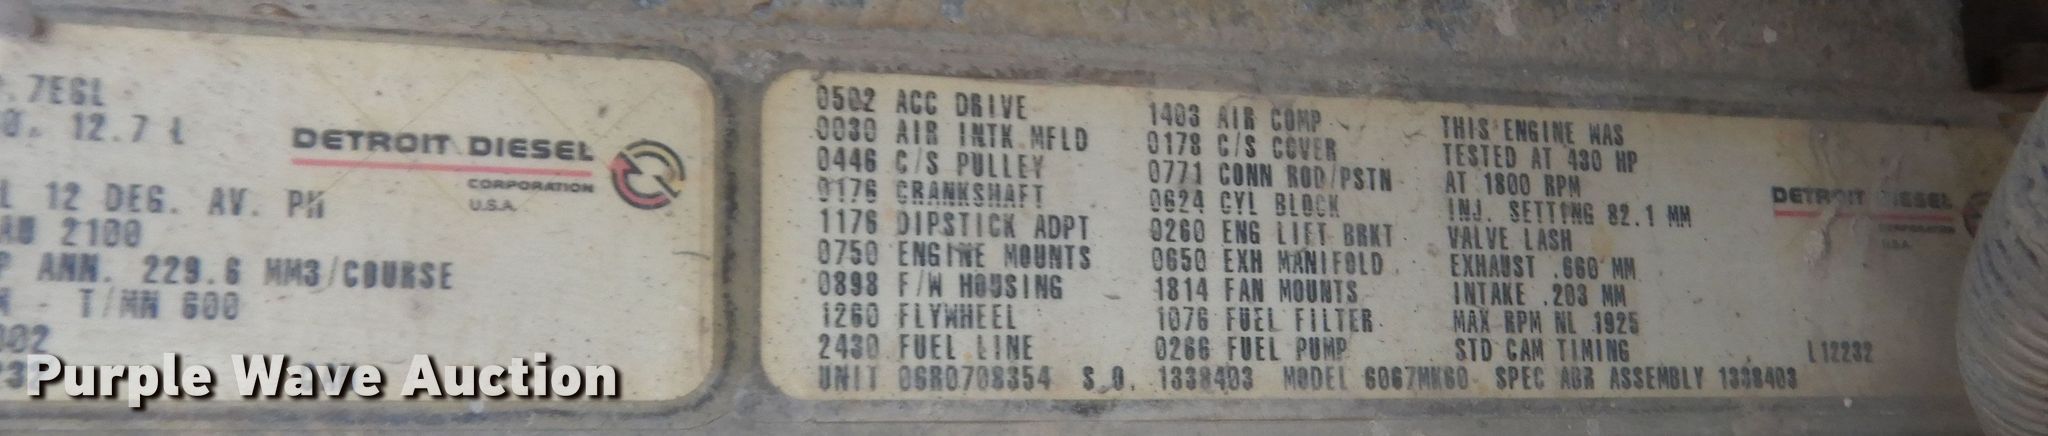 7EGL
12.7 L
DETROIT DIESEL
CORPORATION
U.S.A.
L 12 DEG. AV. PH
AU 2100
P ANN. 229.6 MM3/COURSE
- T/MN 600
002
Purple Wave Auction
0502 ACC DRIVE
0030 AIR INTK MFLD
0446 C/S PULLEY
0176 CRANKSHAFT
1176 DIPSTICK ADPT
0750 ENGINE MOUNTS
0898 F/W HOUSING
1260 FLYWHEEL
2430 FUEL LINE
1403 AIR COMP
0178 C/S COVER
0771 CONN ROD/PSTN
0624 CYL BLOCK
0260 ENG LIFT BRKT
0650 EXH MANIFOLD
1814 FAN MOUNTS
1076 FUEL FILTER
0266 FUEL PUMP
THIS ENGINE WAS
TESTED AT 430 HP
AT 1800 RPM
INJ. SETTING 82.1 MM
VALVE LASH
EXHAUST .660 MM
INTAKE .203 MM
MAX RPM NL 1925
STD CAM TIMING
UNIT 06R0708354 S.O. 1338403 MODEL 6067MK60 SPEC ABR ASSEMBLY 1338403
DETROIT DIESEL
CORPORATION
U.S.A.
L12232